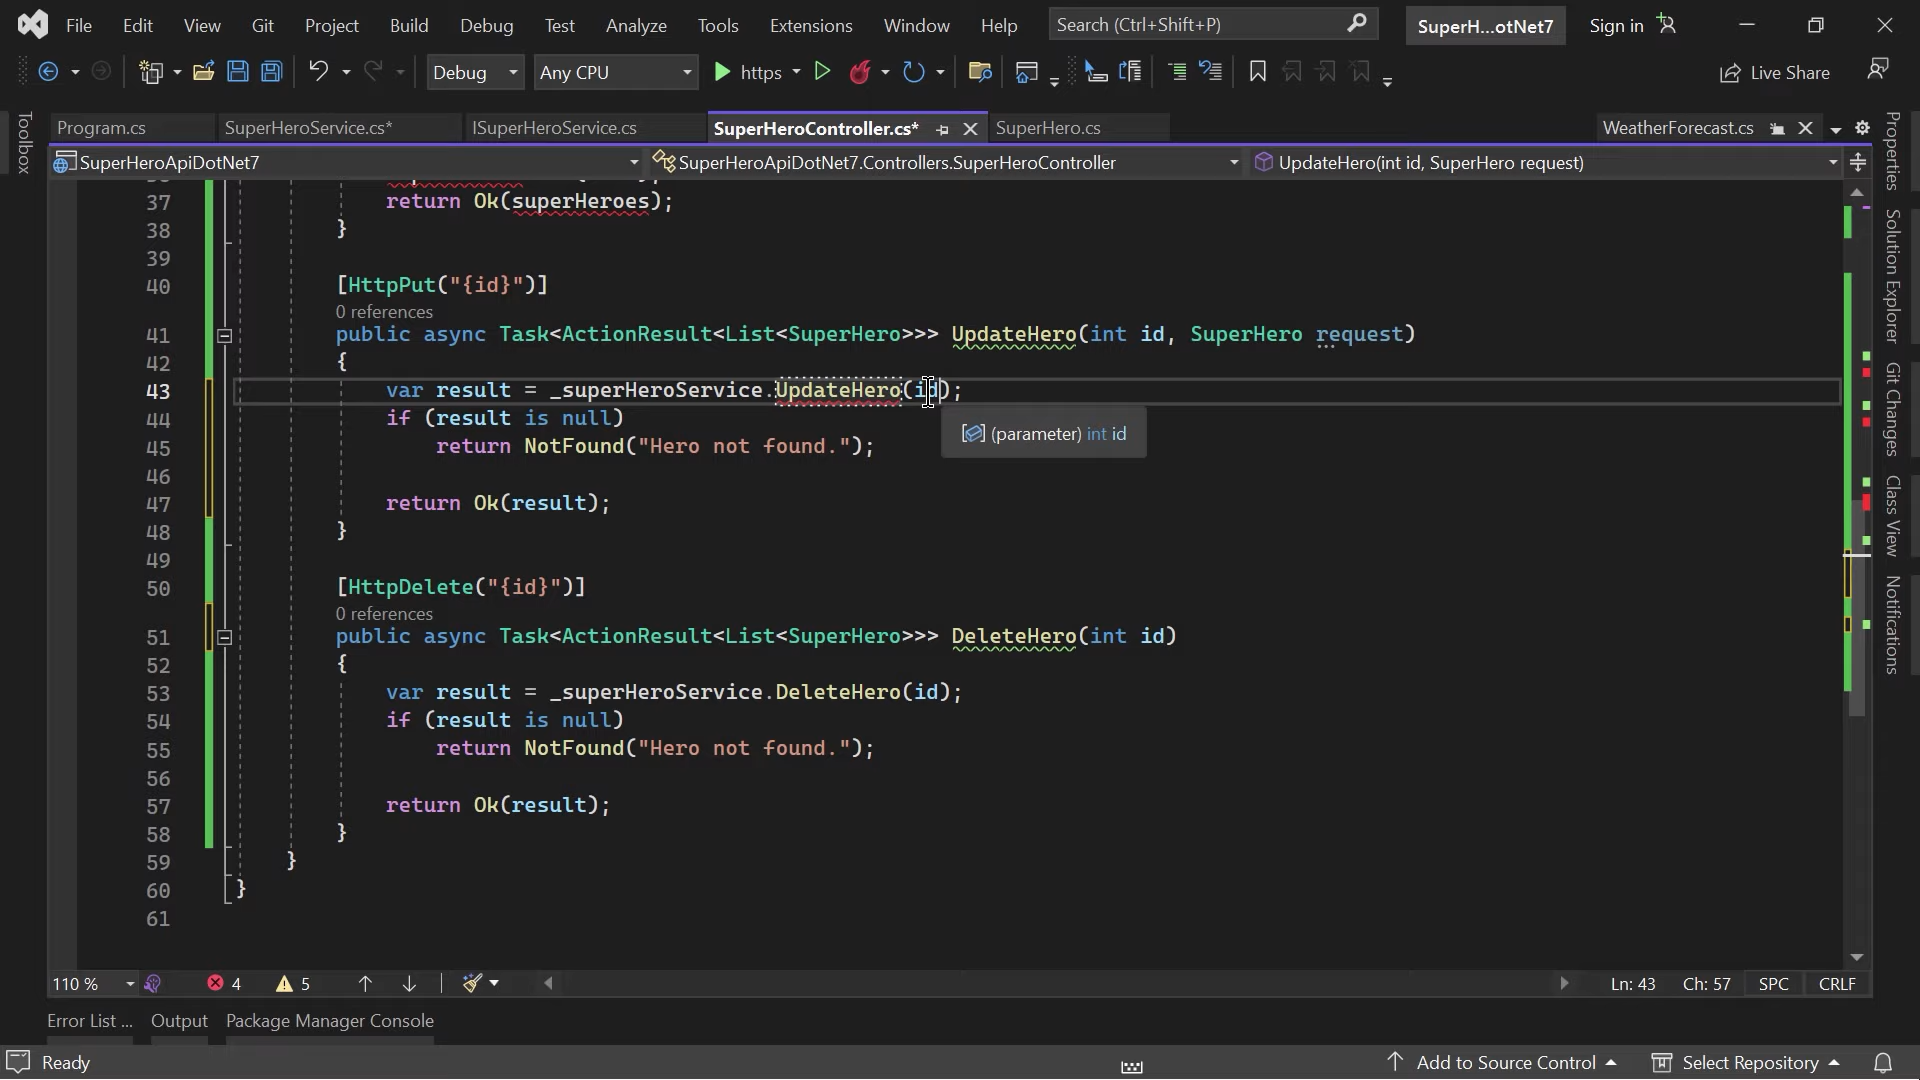 File Edit View Git Project Build Debug Test Analyze Tools Extensions Window Help Search (Ctrl+Shift+P) SuperH...otNet7 Sign in
Debug Any CPU https Live Share
Toolbox
Program.cs SuperHeroService.cs* ISuperHeroService.cs SuperHeroController.cs* SuperHero.cs WeatherForecast.cs
SuperHeroApiDotNet7 SuperHeroApiDotNet7.Controllers.SuperHeroController UpdateHero(int id, SuperHero request)
37 return Ok(superHeroes);
38 }
39
40 [HttpPut("{id}")]
0 references
41 public async Task<ActionResult<List<SuperHero>>> UpdateHero(int id, SuperHero request)
42 {
43 var result = _superHeroService.UpdateHero(id);
44 if (result is null)
(parameter) int id
45 return NotFound("Hero not found.");
46
47 return Ok(result);
48 }
49
50 [HttpDelete("{id}")]
0 references
51 public async Task<ActionResult<List<SuperHero>>> DeleteHero(int id)
52 {
53 var result = _superHeroService.DeleteHero(id);
54 if (result is null)
55 return NotFound("Hero not found.");
56
57 return Ok(result);
58 }
59 }
60 }
61
Properties
Solution Explorer
Git Changes
Class View
Notifications
110 % 4 5 Ln: 43 Ch: 57 SPC CRLF
Error List ... Output Package Manager Console
Ready Add to Source Control Select Repository